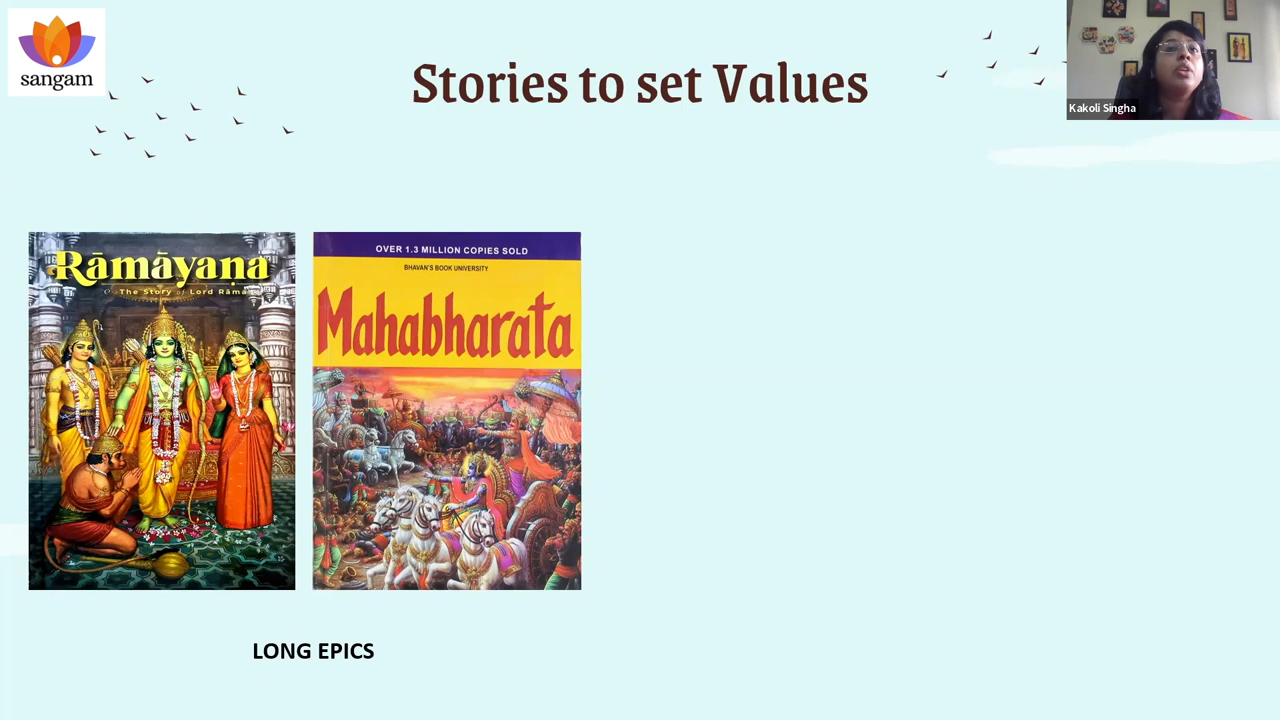 sangam
Stories to set Values
Kakoli Singha
Rāmāyaṇa
The Story of Lord Rāma
OVER 1.3 MILLION COPIES SOLD
BHAVAN'S BOOK UNIVERSITY
Mahabharata
LONG EPICS